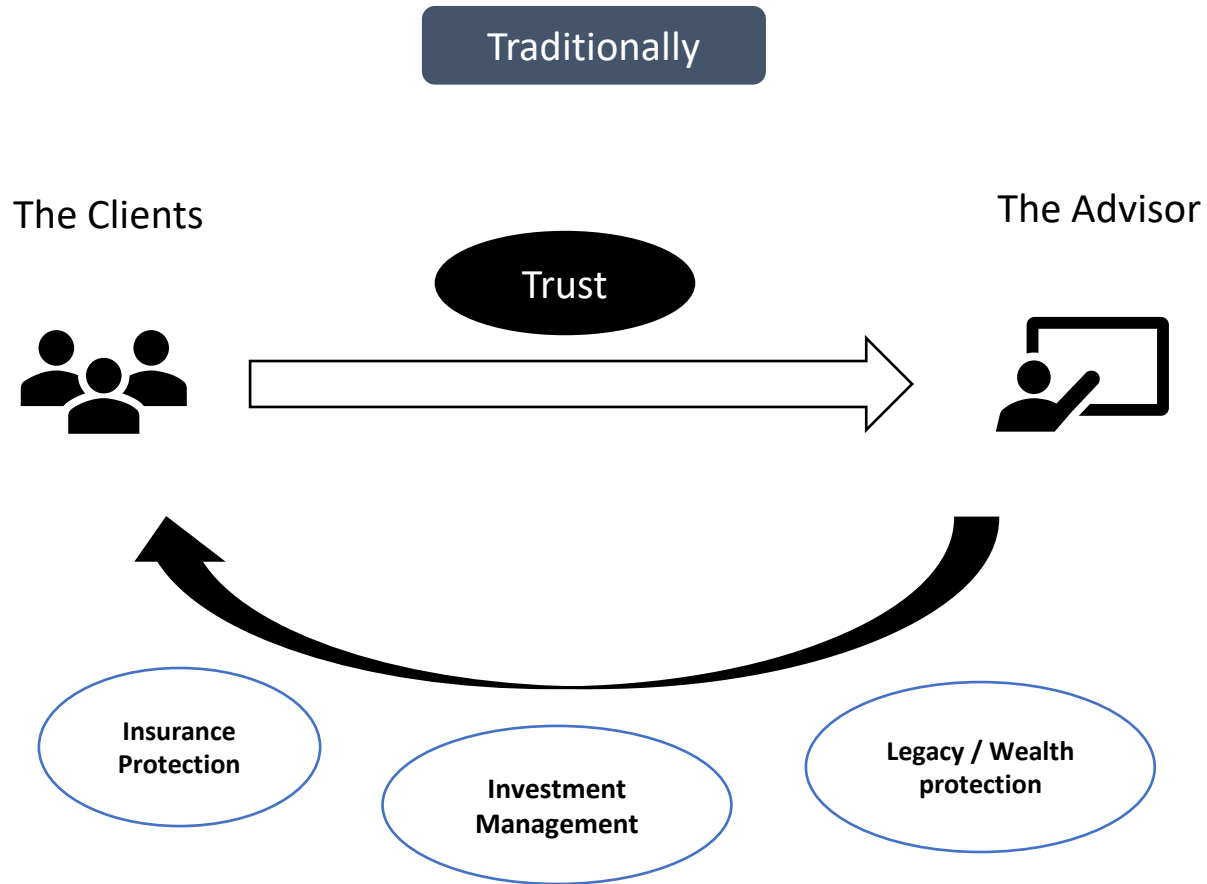 Traditionally
The Clients
The Advisor
Trust
Insurance
Protection
Investment
Management
Legacy / Wealth
protection